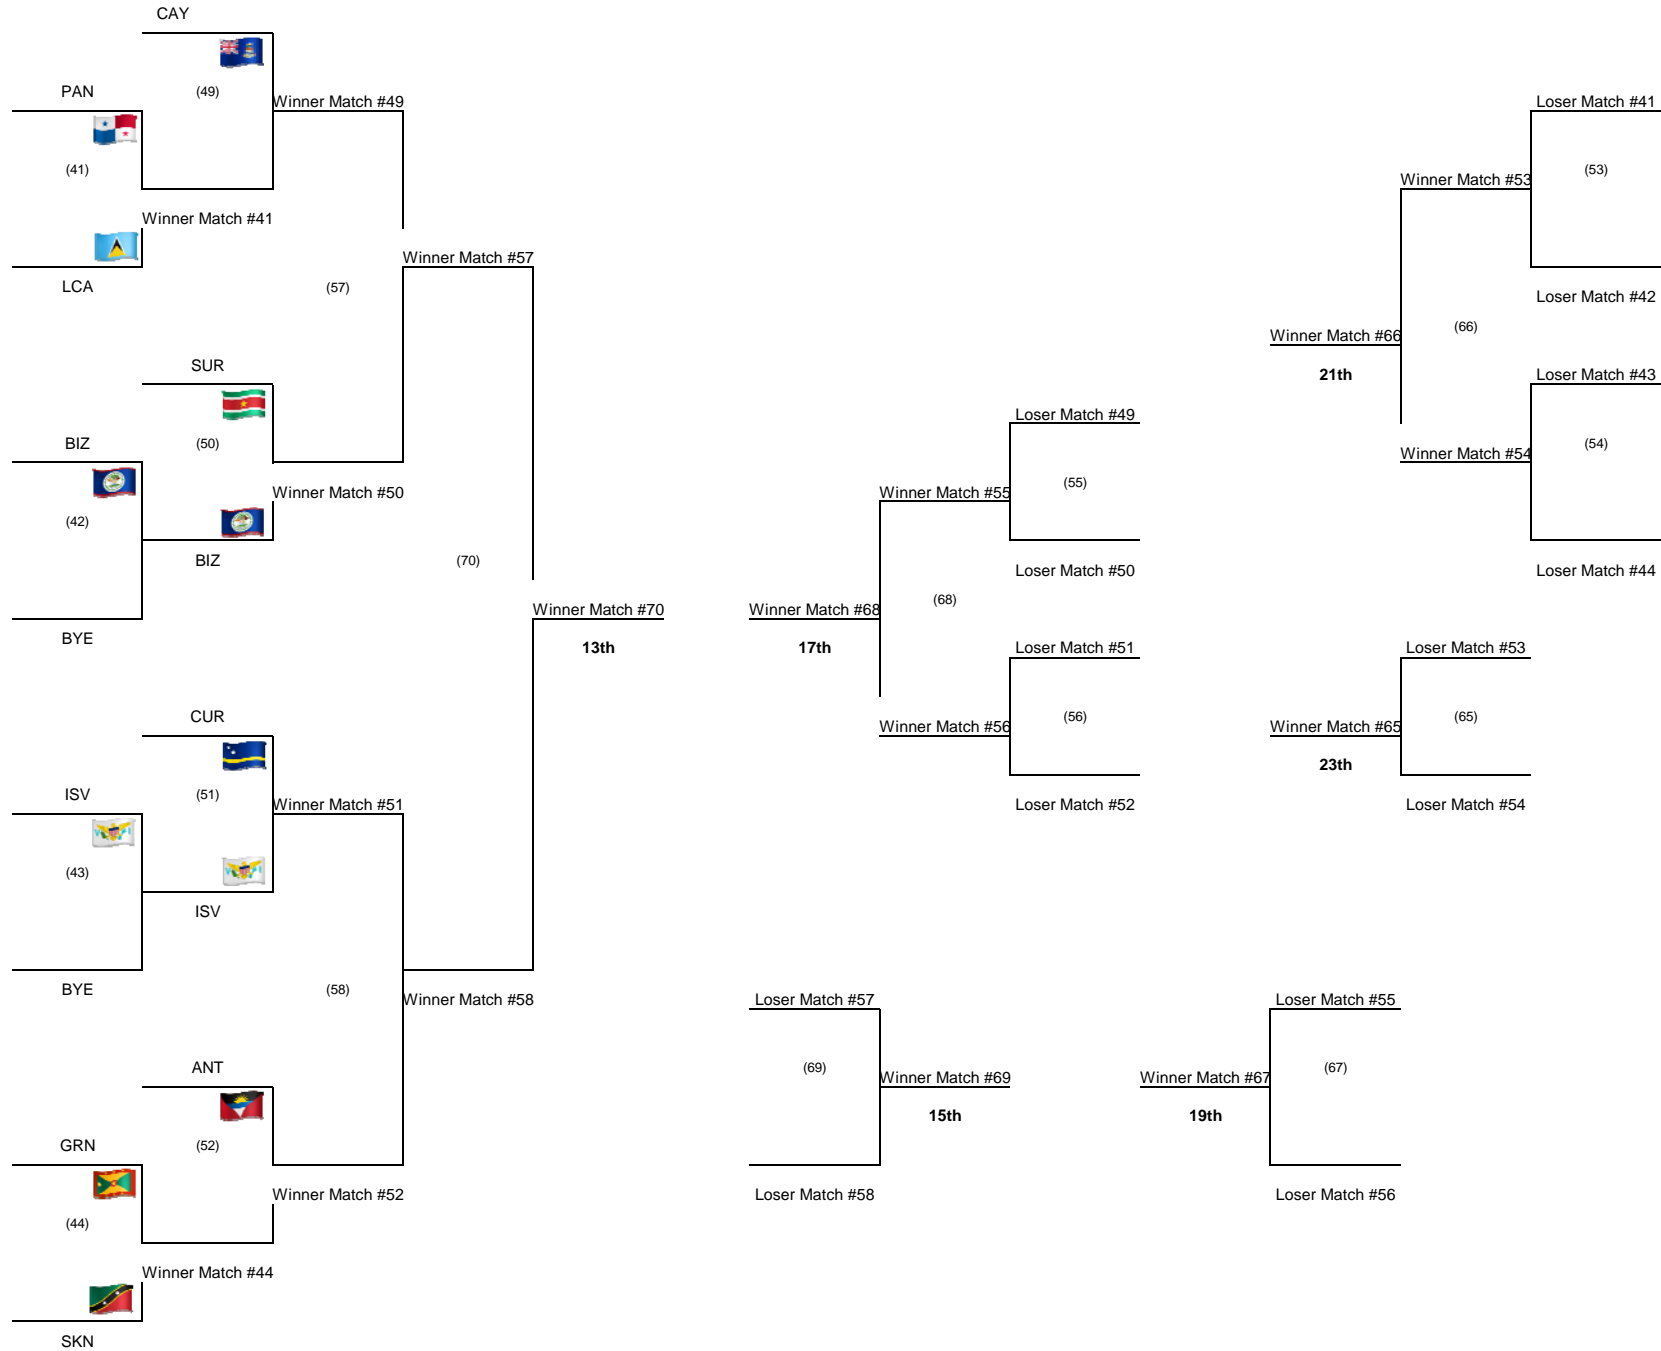 CAY
PAN
(49)
Winner Match #49
(41)
Winner Match #41
LCA
(57)
Winner Match #57
SUR
BIZ
(50)
(42)
Winner Match #50
BIZ
(70)
BYE
Winner Match #70
13th
CUR
ISV
(51)
Winner Match #51
(43)
ISV
BYE
(58)
Winner Match #58
ANT
GRN
(52)
(44)
Winner Match #52
Winner Match #44
SKN
Loser Match #49
(55)
Winner Match #55
Loser Match #50
(68)
Winner Match #68
17th
Loser Match #51
(56)
Winner Match #56
Loser Match #52
Loser Match #57
(69)
Winner Match #69
15th
Loser Match #58
Loser Match #41
(53)
Winner Match #53
Loser Match #42
(66)
Winner Match #66
21th
Loser Match #43
(54)
Winner Match #54
Loser Match #44
Loser Match #53
(65)
Winner Match #65
23th
Loser Match #54
Loser Match #55
(67)
Winner Match #67
19th
Loser Match #56